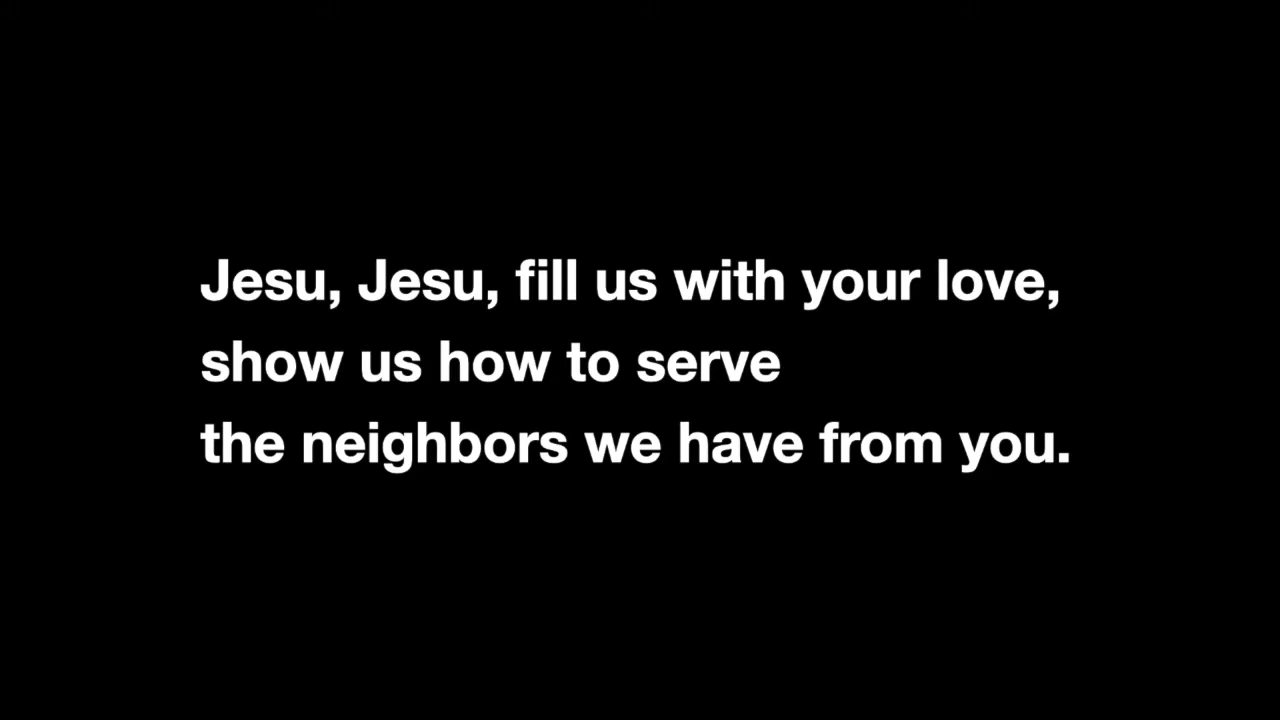 Jesu, Jesu, fill us with your love,
show us how to serve
the neighbors we have from you.